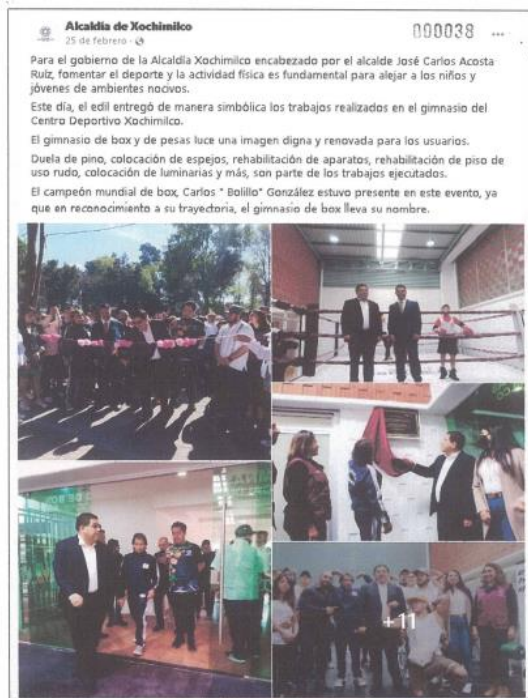 Alcaldía de Xochimilco
000038
25 de febrero ·
Para el gobierno de la Alcaldía Xochimilco encabezado por el alcalde José Carlos Acosta
Ruíz, fomentar el deporte y la actividad física es fundamental para alejar a los niños y
jóvenes de ambientes nocivos.
Este día, el edil entregó de manera simbólica los trabajos realizados en el gimnasio del
Centro Deportivo Xochimilco.
El gimnasio de box y de pesas luce una imagen digna y renovada para los usuarios.
Duela de pino, colocación de espejos, rehabilitación de aparatos, rehabilitación de piso de
uso rudo, colocación de luminarias y más, son parte de los trabajos ejecutados.
El campeón mundial de box, Carlos " Bolillo" González estuvo presente en este evento, ya
que en reconocimiento a su trayectoria, el gimnasio de box lleva su nombre.
+11